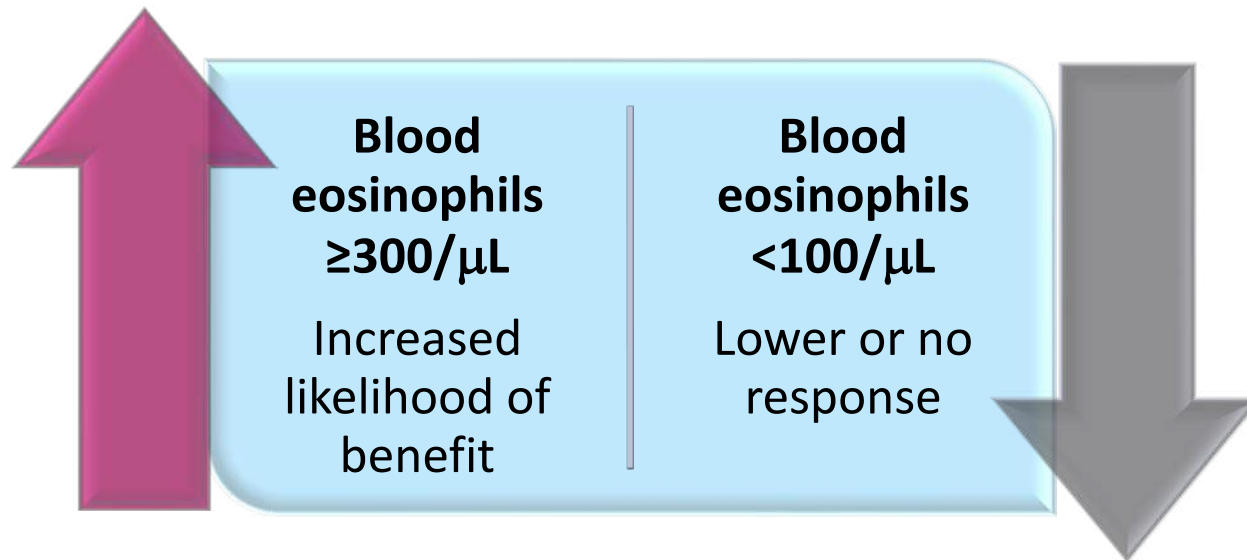 Blood
eosinophils
≥300/μL
Increased
likelihood of
benefit
Blood
eosinophils
<100/μL
Lower or no
response